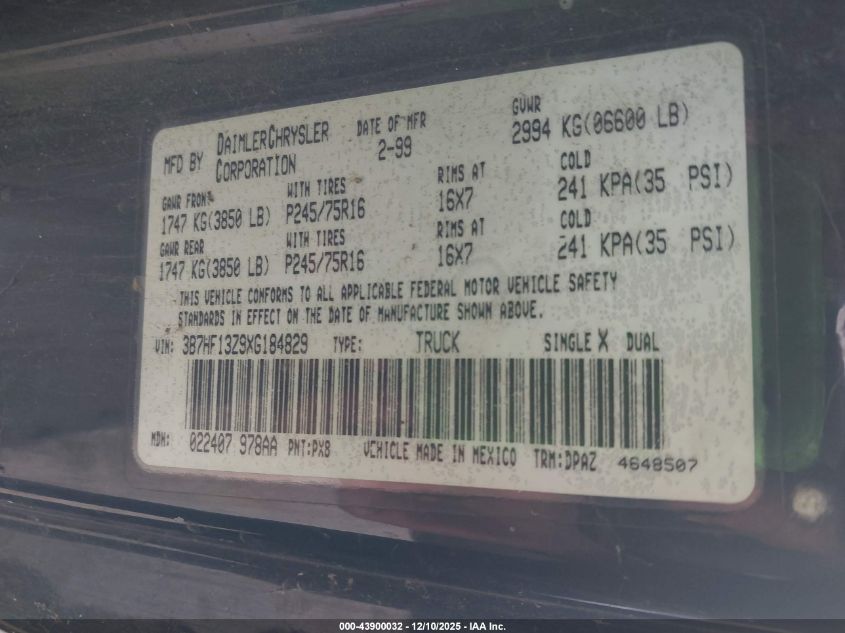 MFD BY DAIMLERCHRYSLER CORPORATION DATE OF MFR 2-99 GVWR 2994 KG(06600 LB)
GAWR FRONT WITH TIRES RIMS AT COLD
1747 KG(3850 LB) P245/75R16 16X7 241 KPA(35 PSI)
GAWR REAR WITH TIRES RIMS AT COLD
1747 KG(3850 LB) P245/75R16 16X7 241 KPA(35 PSI)
THIS VEHICLE CONFORMS TO ALL APPLICABLE FEDERAL MOTOR VEHICLE SAFETY
STANDARDS IN EFFECT ON THE DATE OF MANUFACTURE SHOWN ABOVE.
VIN: 3B7HF13Z9XG184829 TYPE: TRUCK SINGLE X DUAL
MDH: 022407 978AA PNT:PX8 VEHICLE MADE IN MEXICO TRM:DPAZ 4648507
000-43900032 - 12/10/2025 - IAA Inc.